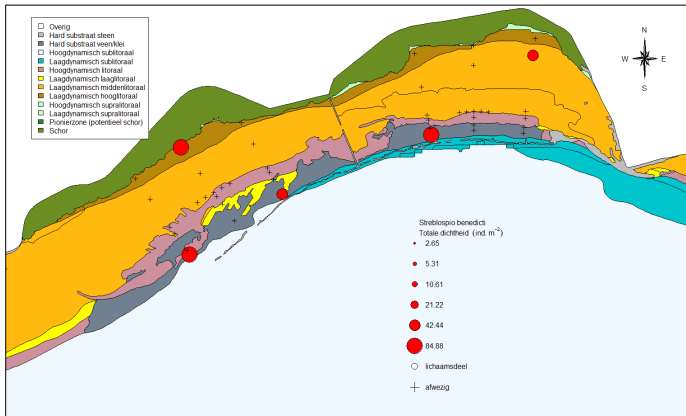 Overig
Hard substraat steen
Hard substraat veen/klei
Hoogdynamisch sublitoraal
Laagdynamisch sublitoraal
Hoogdynamisch litoraal
Laagdynamisch laaglitoraal
Laagdynamisch middenlitoraal
Laagdynamisch hooglitoraal
Hoogdynamisch supralitoraal
Laagdynamisch supralitoraal
Pionierzone (potentieel schor)
Schor
N
W E
S
Streblospio benedicti
Totale dichtheid (ind. m⁻²)
2.65
5.31
10.61
21.22
42.44
84.88
lichaamsdeel
afwezig